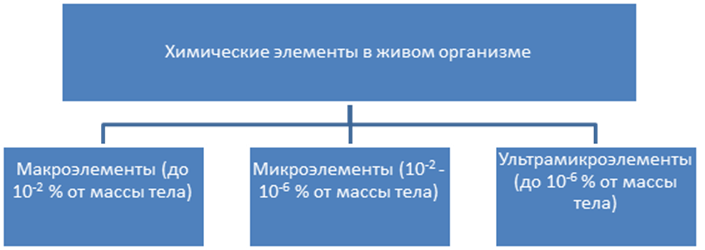 Химические элементы в живом организме
Макроэлементы (до
10⁻² % от массы тела)
Микроэлементы (10⁻² -
10⁻⁶ % от массы тела)
Ультрамикроэлементы
(до 10⁻⁶ % от массы
тела)